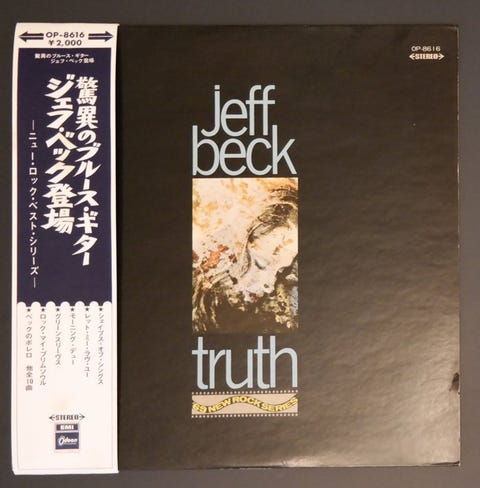 OP-8616
¥2,000
驚異のブルース・ギター
ジェフ・ベック登場
驚異のブルース・ギター
ジェフ・ベック登場
—ニュー・ロック・ベスト・シリーズ—
シェイプス・オブ・シングス
レット・ミー・ラヴ・ユー
モーニング・デュー
グリーンスリーヴス
ロック・マイ・プリムソウル
ベックのボレロ 他全10曲
STEREO
EMI
Odeon
OP-8616
STEREO
jeff
beck
truth
69 NEW ROCK SERIES